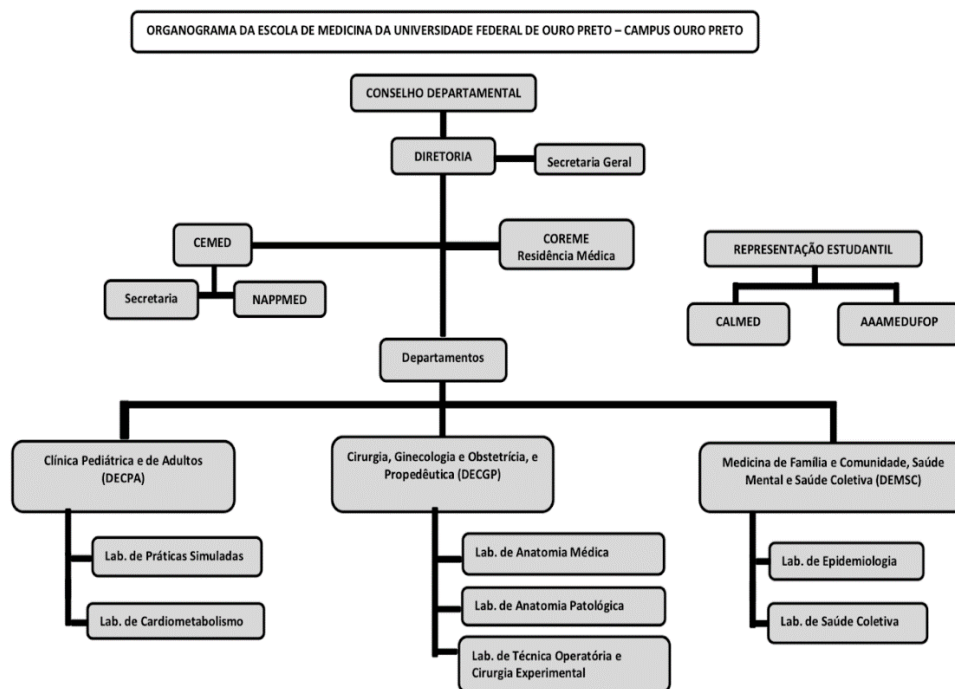 ORGANOGRAMA DA ESCOLA DE MEDICINA DA UNIVERSIDADE FEDERAL DE OURO PRETO – CAMPUS OURO PRETO
CONSELHO DEPARTAMENTAL
DIRETORIA
Secretaria Geral
CEMED
COREME
Residência Médica
REPRESENTAÇÃO ESTUDANTIL
Secretaria
NAPPMED
CALMED
AAAMEDUFOP
Departamentos
Clínica Pediátrica e de Adultos
(DECPA)
Cirurgia, Ginecologia e Obstetrícia, e
Propedêutica (DECGP)
Medicina de Família e Comunidade, Saúde
Mental e Saúde Coletiva (DEMSC)
Lab. de Práticas Simuladas
Lab. de Cardiometabolismo
Lab. de Anatomia Médica
Lab. de Anatomia Patológica
Lab. de Técnica Operatória e
Cirurgia Experimental
Lab. de Epidemiologia
Lab. de Saúde Coletiva